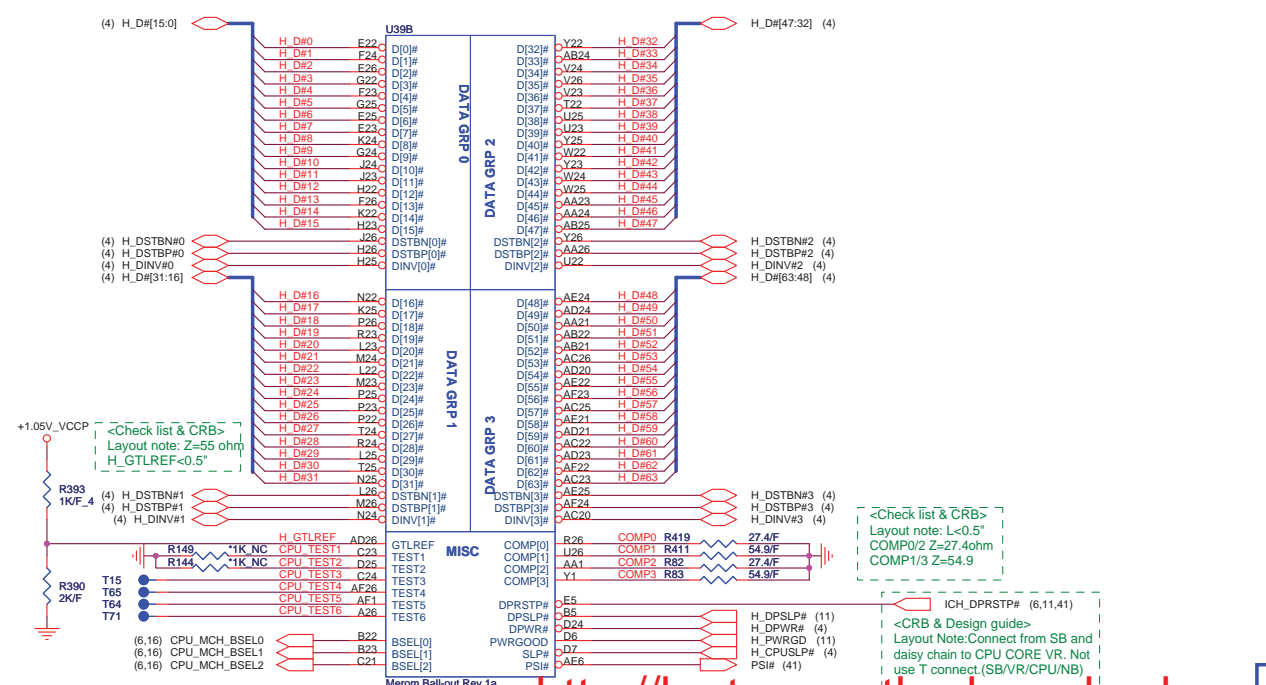 (4) H_D#[15:0] H_D#[47:32] (4)
U39B
H_D#0 E22 D[0]# D[32]# Y22 H_D#32
H_D#1 F24 D[1]# D[33]# AB24 H_D#33
H_D#2 E26 D[2]# D[34]# V24 H_D#34
H_D#3 G22 D[3]# D[35]# V26 H_D#35
H_D#4 F23 D[4]# D[36]# V23 H_D#36
H_D#5 G25 D[5]# D[37]# T22 H_D#37
H_D#6 E25 D[6]# D[38]# U25 H_D#38
H_D#7 E23 D[7]# D[39]# U23 H_D#39
H_D#8 K24 D[8]# D[40]# Y25 H_D#40
H_D#9 G24 D[9]# D[41]# W22 H_D#41
H_D#10 J24 D[10]# D[42]# Y23 H_D#42
H_D#11 J23 D[11]# D[43]# W24 H_D#43
H_D#12 H22 D[12]# D[44]# W25 H_D#44
H_D#13 F26 D[13]# D[45]# AA23 H_D#45
H_D#14 K22 D[14]# D[46]# AA24 H_D#46
H_D#15 H23 D[15]# D[47]# AB25 H_D#47
DATA GRP 0
DATA GRP 2
(4) H_DSTBN#0 J26 DSTBN[0]# DSTBN[2]# Y26 H_DSTBN#2 (4)
(4) H_DSTBP#0 H26 DSTBP[0]# DSTBP[2]# AA26 H_DSTBP#2 (4)
(4) H_DINV#0 H25 DINV[0]# DINV[2]# U22 H_DINV#2 (4)
(4) H_D#[31:16] H_D#[63:48] (4)
H_D#16 N22 D[16]# D[48]# AE24 H_D#48
H_D#17 K25 D[17]# D[49]# AD24 H_D#49
H_D#18 P26 D[18]# D[50]# AA21 H_D#50
H_D#19 R23 D[19]# D[51]# AB22 H_D#51
H_D#20 L23 D[20]# D[52]# AB21 H_D#52
H_D#21 M24 D[21]# D[53]# AC26 H_D#53
H_D#22 L22 D[22]# D[54]# AD20 H_D#54
H_D#23 M23 D[23]# D[55]# AE22 H_D#55
H_D#24 P25 D[24]# D[56]# AF23 H_D#56
H_D#25 P23 D[25]# D[57]# AC25 H_D#57
H_D#26 P22 D[26]# D[58]# AE21 H_D#58
H_D#27 T24 D[27]# D[59]# AD21 H_D#59
H_D#28 R24 D[28]# D[60]# AC22 H_D#60
H_D#29 L25 D[29]# D[61]# AD23 H_D#61
H_D#30 T25 D[30]# D[62]# AF22 H_D#62
H_D#31 N25 D[31]# D[63]# AC23 H_D#63
DATA GRP 1
DATA GRP 3
+1.05V_VCCP
<Check list & CRB>
Layout note: Z=55 ohm
H_GTLREF<0.5"
R393
1K/F_4
(4) H_DSTBN#1 L26 DSTBN[1]# DSTBN[3]# AE25 H_DSTBN#3 (4)
(4) H_DSTBP#1 M26 DSTBP[1]# DSTBP[3]# AF24 H_DSTBP#3 (4)
(4) H_DINV#1 N24 DINV[1]# DINV[3]# AC20 H_DINV#3 (4)
<Check list & CRB>
Layout note: L<0.5"
COMP0/2 Z=27.4ohm
COMP1/3 Z=54.9
MISC
H_GTLREF AD26 GTLREF COMP[0] R26 COMP0 R419 27.4/F
R149 *1K_NC CPU_TEST1 C23 TEST1 COMP[1] U26 COMP1 R411 54.9/F
R144 *1K_NC CPU_TEST2 D25 TEST2 COMP[2] AA1 COMP2 R82 27.4/F
T15 CPU_TEST3 C24 TEST3 COMP[3] Y1 COMP3 R83 54.9/F
T65 CPU_TEST4 AF26 TEST4
T64 CPU_TEST5 AF1 TEST5
T71 CPU_TEST6 A26 TEST6
R390
2K/F
DPRSTP# E5 ICH_DPRSTP# (6,11,41)
DPSLP# B5 H_DPSLP# (11)
DPWR# D24 H_DPWR# (4)
PWRGOOD D6 H_PWRGD (11)
SLP# D7 H_CPUSLP# (4)
PSI# AE6 PSI# (41)
(6,16) CPU_MCH_BSEL0 B22 BSEL[0]
(6,16) CPU_MCH_BSEL1 B23 BSEL[1]
(6,16) CPU_MCH_BSEL2 C21 BSEL[2]
<CRB & Design guide>
Layout Note:Connect from SB and
daisy chain to CPU CORE VR. Not
use T connect.(SB/VR/CPU/NB)
Merom Ball-out Rev 1a